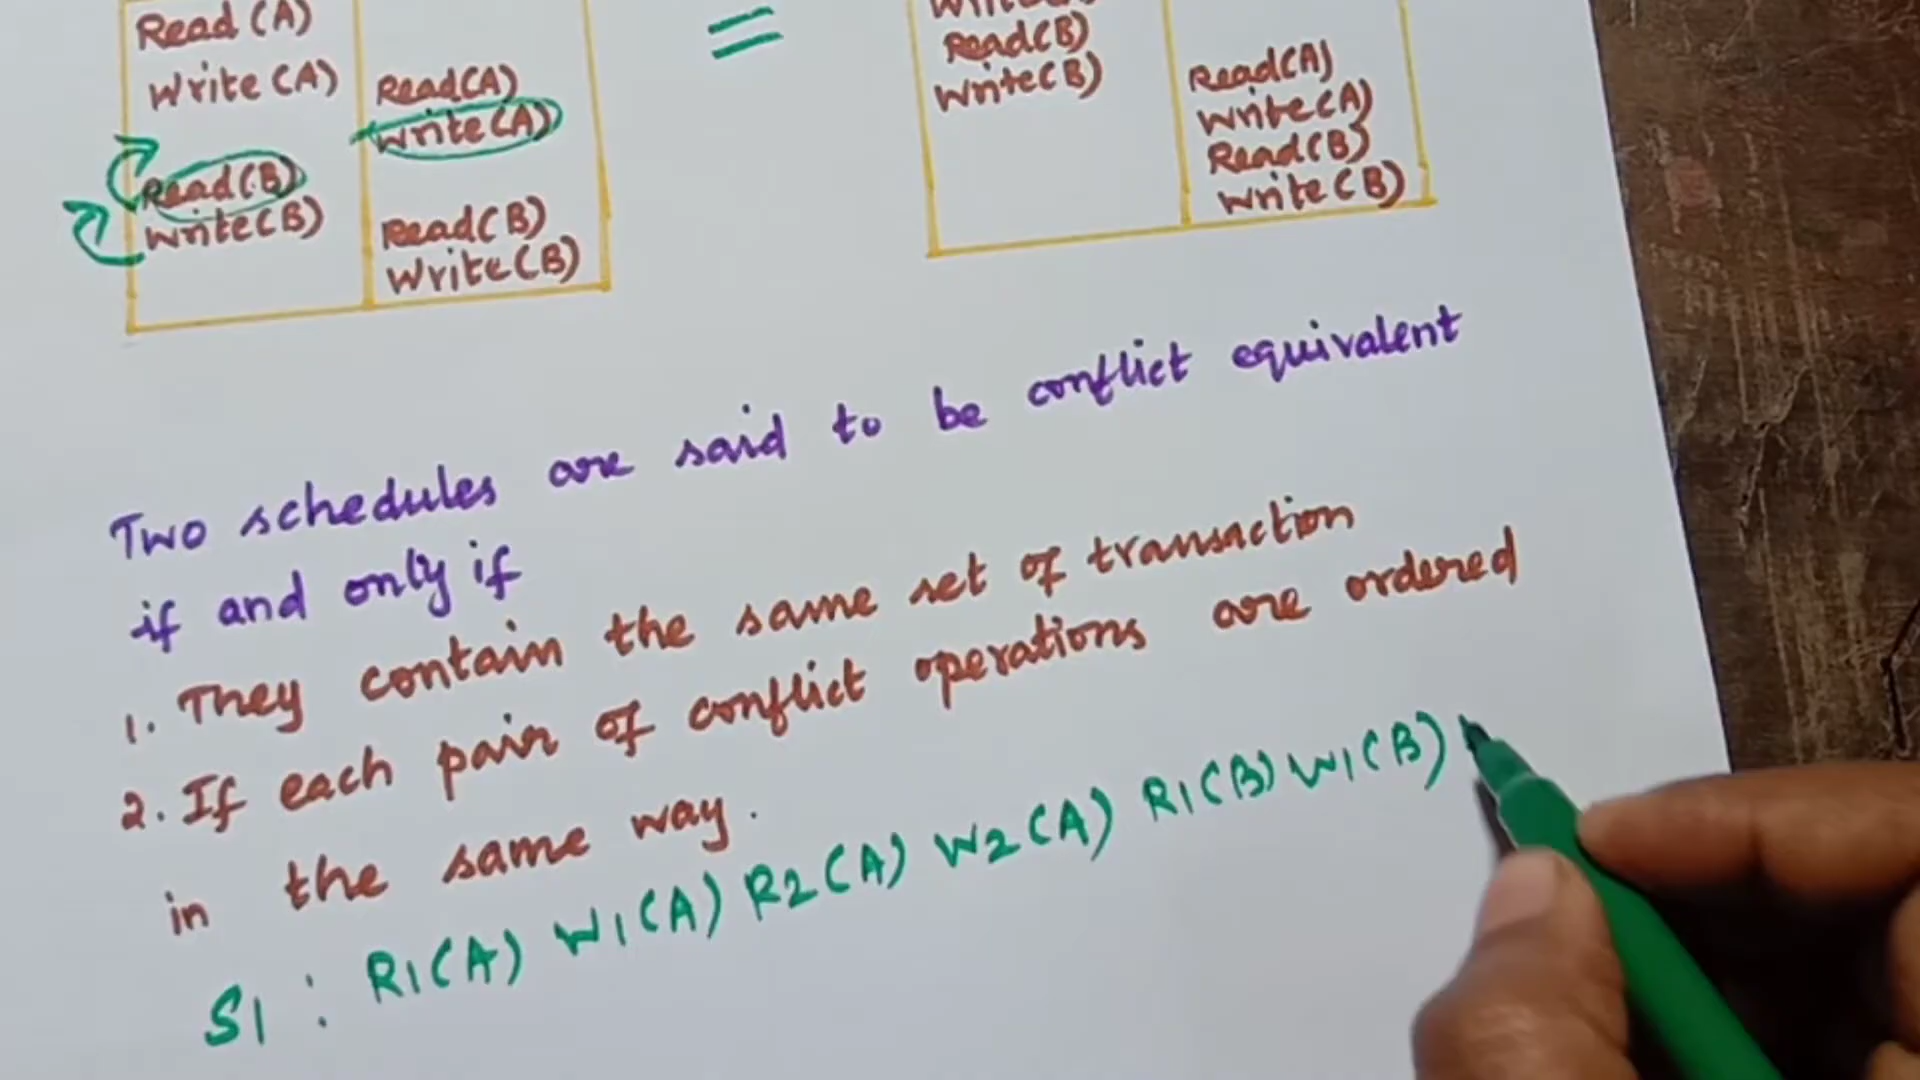 Read(A)
Write(A)
Read(A)
Write(A)
Read(B)
Write(B)
Read(B)
Write(B)
=
Read(B)
Write(B)
Read(A)
Write(A)
Read(B)
Write(B)
Two schedules are said to be conflict equivalent
if and only if
1. They contain the same set of transaction
2. If each pair of conflict operations are ordered
in the same way.
S1 : R1(A) W1(A) R2(A) W2(A) R1(B) W1(B)